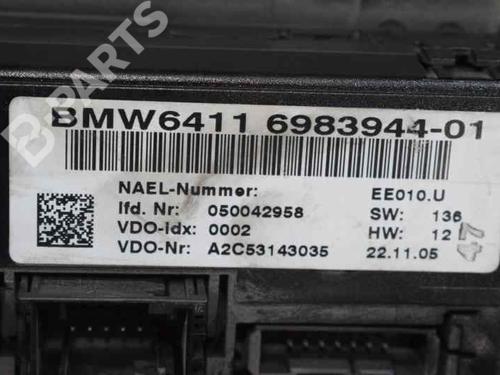 B PARTS
BMW6411 6983944-01
NAEL-Nummer: EE010.U
lfd. Nr: 050042958 SW: 136
VDO-Idx: 0002 HW: 12
VDO-Nr: A2C53143035 22.11.05
47